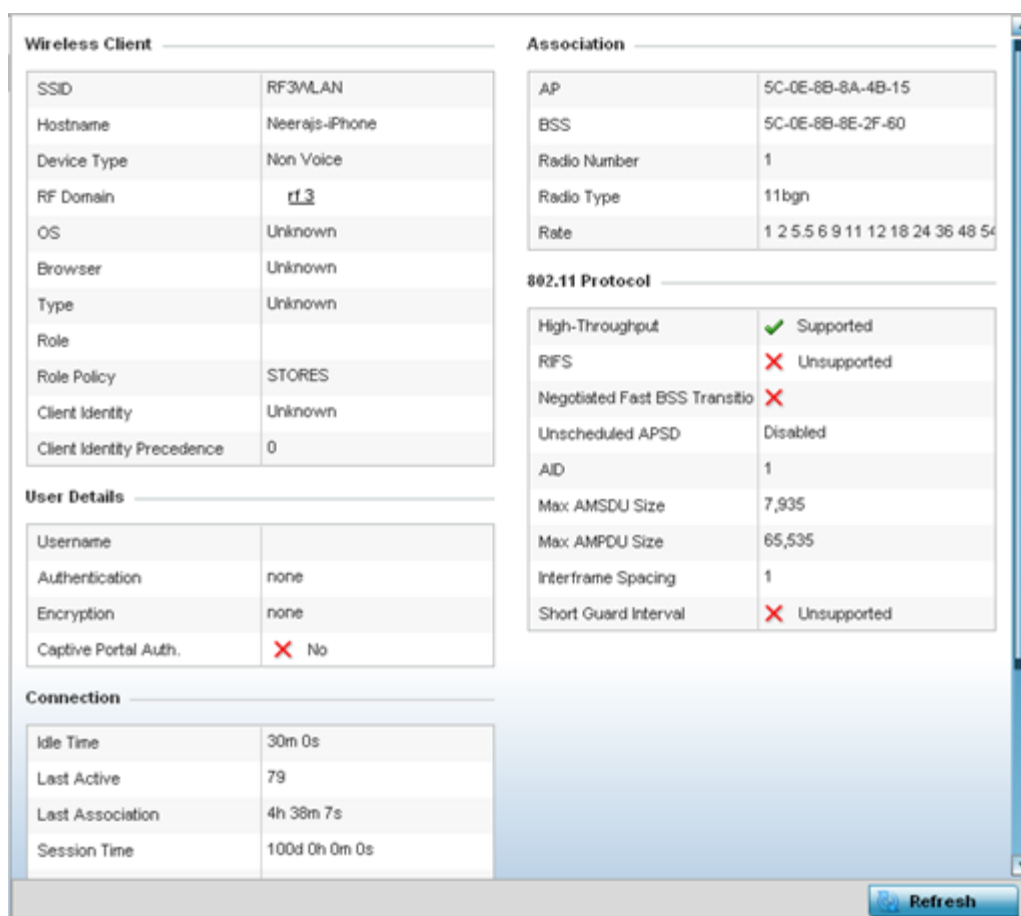 Wireless Client
SSID RF3WLAN
Hostname Neerajs-iPhone
Device Type Non Voice
RF Domain rf.3
OS Unknown
Browser Unknown
Type Unknown
Role
Role Policy STORES
Client Identity Unknown
Client Identity Precedence 0
User Details
Username
Authentication none
Encryption none
Captive Portal Auth. No
Connection
Idle Time 30m 0s
Last Active 79
Last Association 4h 38m 7s
Session Time 100d 0h 0m 0s
Association
AP 5C-0E-8B-8A-4B-15
BSS 5C-0E-8B-8E-2F-60
Radio Number 1
Radio Type 11bgn
Rate 1 2 5.5 6 9 11 12 18 24 36 48 54
802.11 Protocol
High-Throughput Supported
RIFS Unsupported
Negotiated Fast BSS Transitio
Unscheduled APSD Disabled
AID 1
Max AMSDU Size 7,935
Max AMPDU Size 65,535
Interframe Spacing 1
Short Guard Interval Unsupported
Refresh